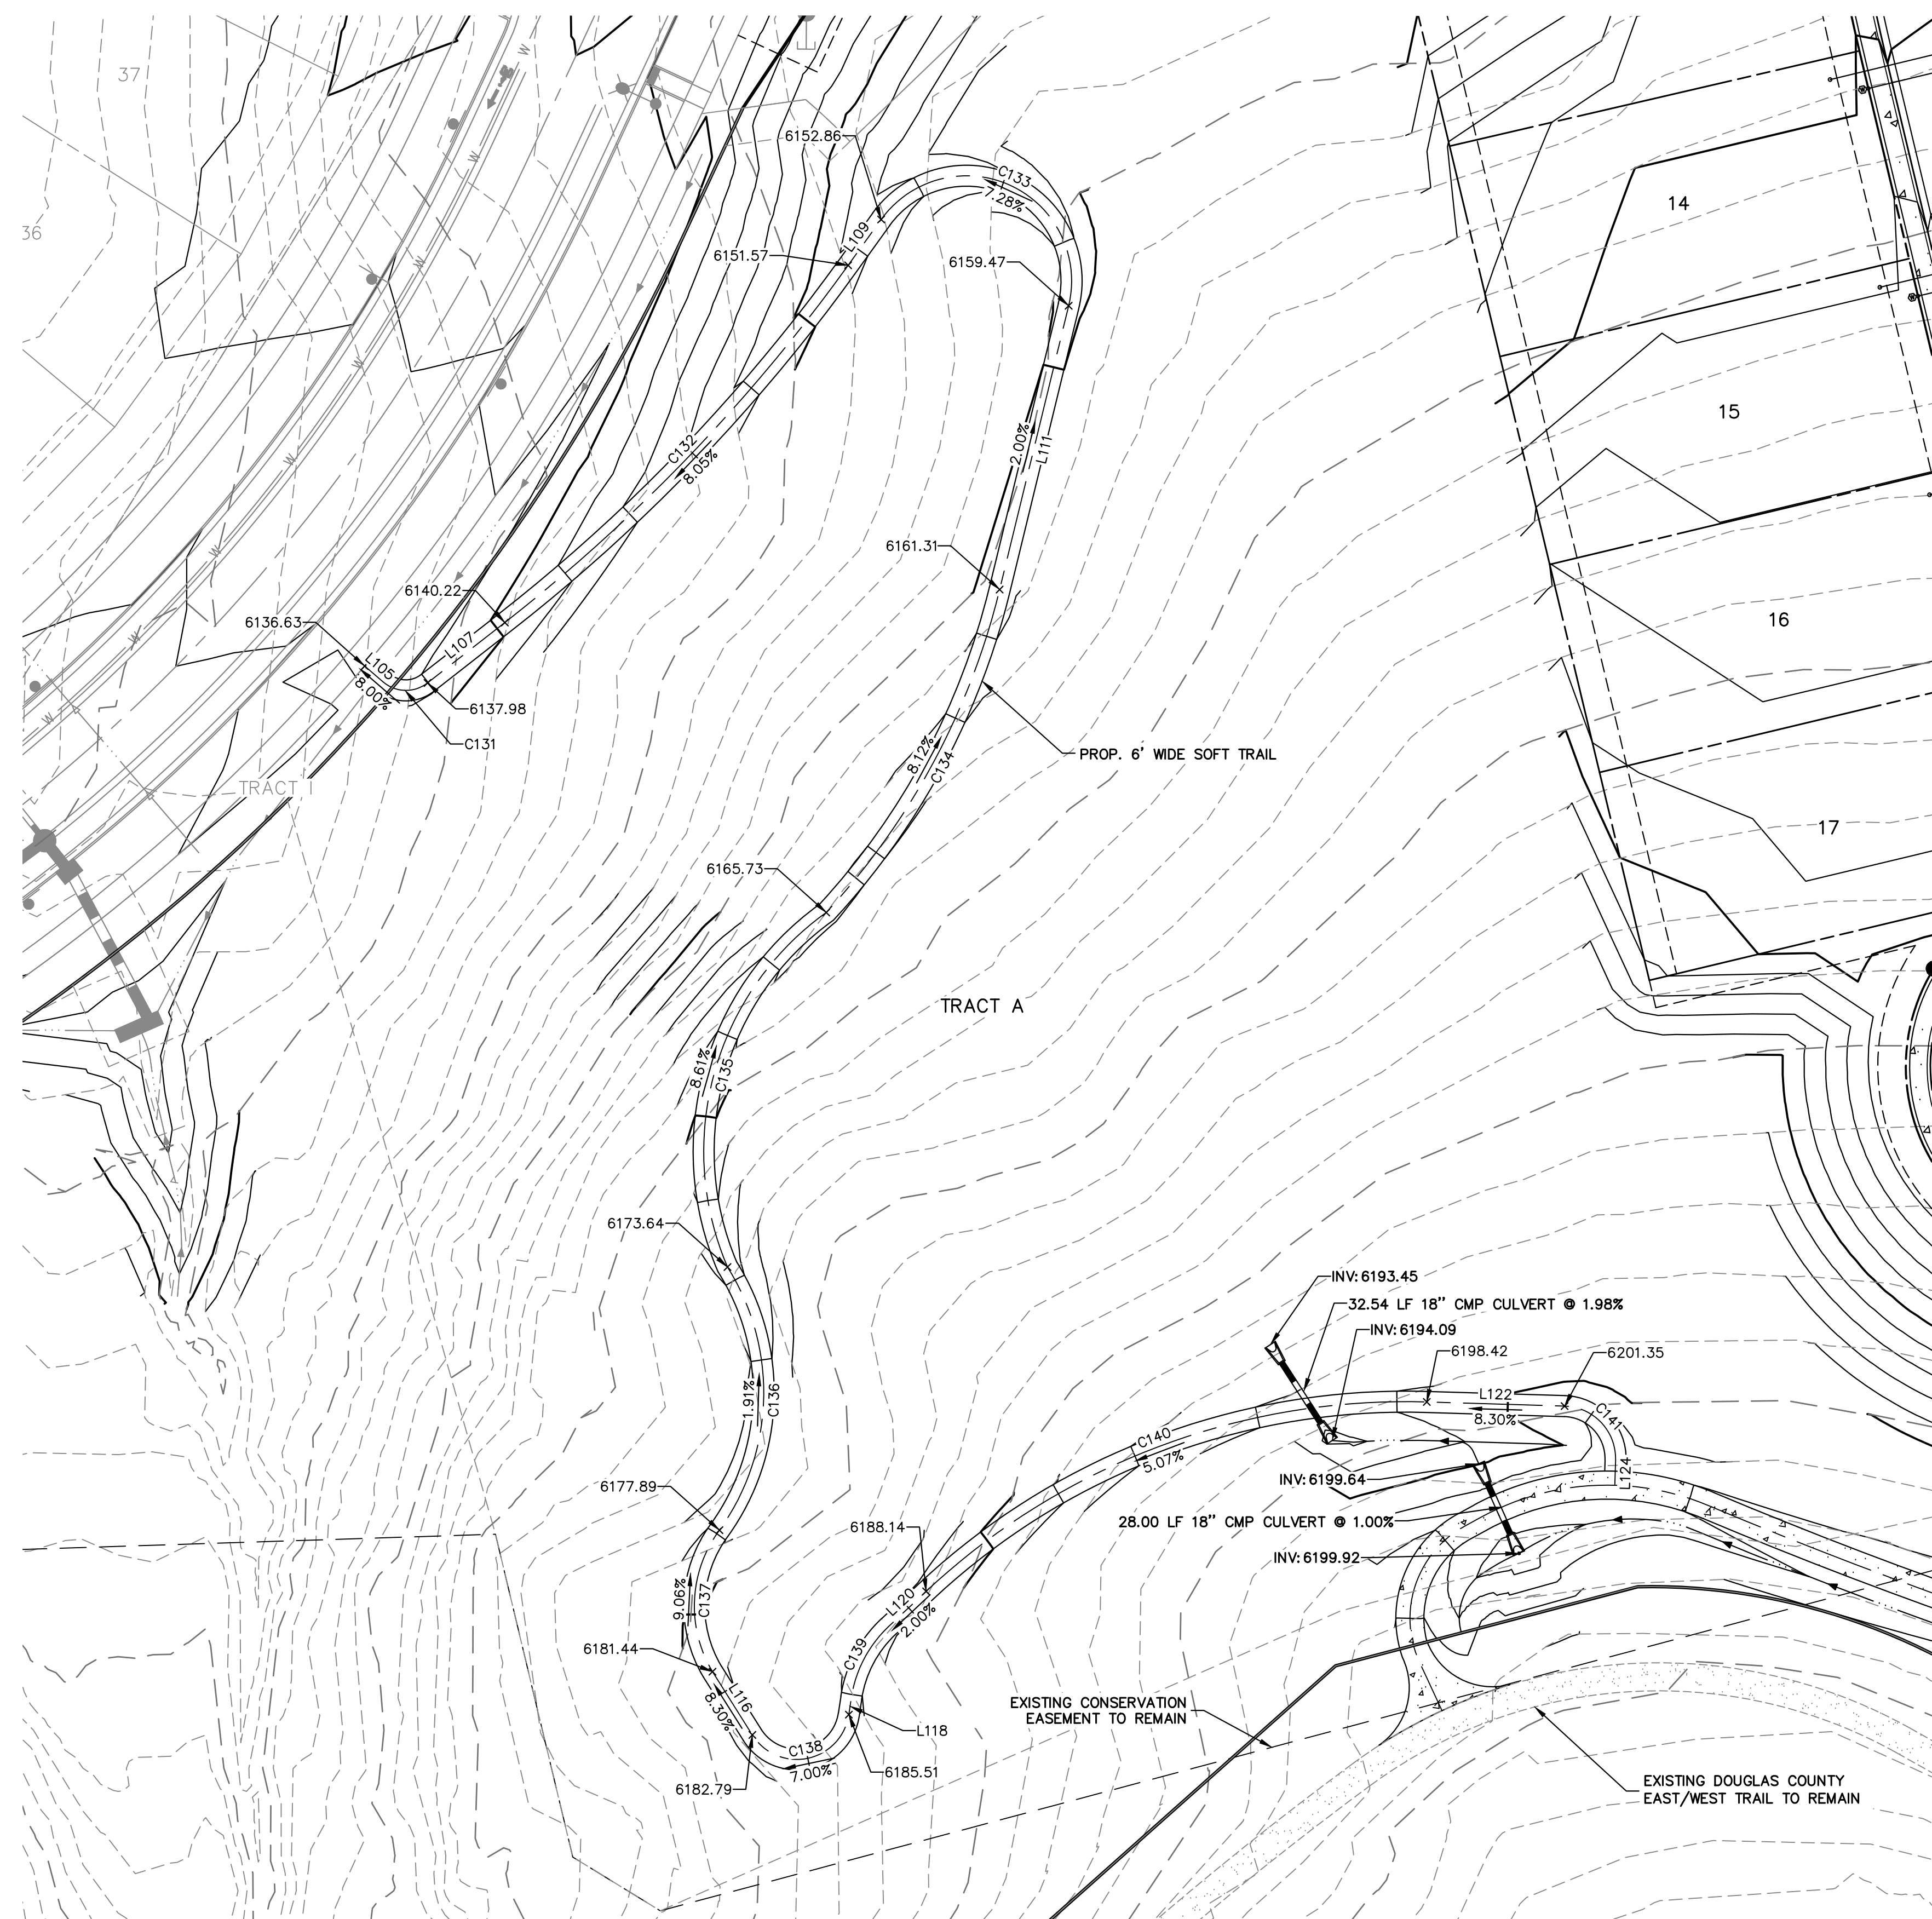 37
36
6152.86
C133
7.28%
14
L109
6151.57
6159.47
15
2.00%
L111
C132
8.05%
6161.31
6140.22
6136.63
16
L107
L105
8.00%
6137.98
C131
PROP. 6' WIDE SOFT TRAIL
8.12%
C134
TRACT I
17
6165.73
TRACT A
8.61%
C135
6173.64
INV: 6193.45
32.54 LF 18" CMP CULVERT @ 1.98%
INV: 6194.09
6198.42
6201.35
1.91%
C136
L122
8.30%
C141
C140
5.07%
L124
INV: 6199.64
6177.89
28.00 LF 18" CMP CULVERT @ 1.00%
6188.14
INV: 6199.92
9.06%
C137
L120
2.00%
C139
6181.44
L116
8.30%
EXISTING CONSERVATION
EASEMENT TO REMAIN
L118
C138
7.00%
6185.51
6182.79
EXISTING DOUGLAS COUNTY
EAST/WEST TRAIL TO REMAIN
W
W
W
W
W
W
W